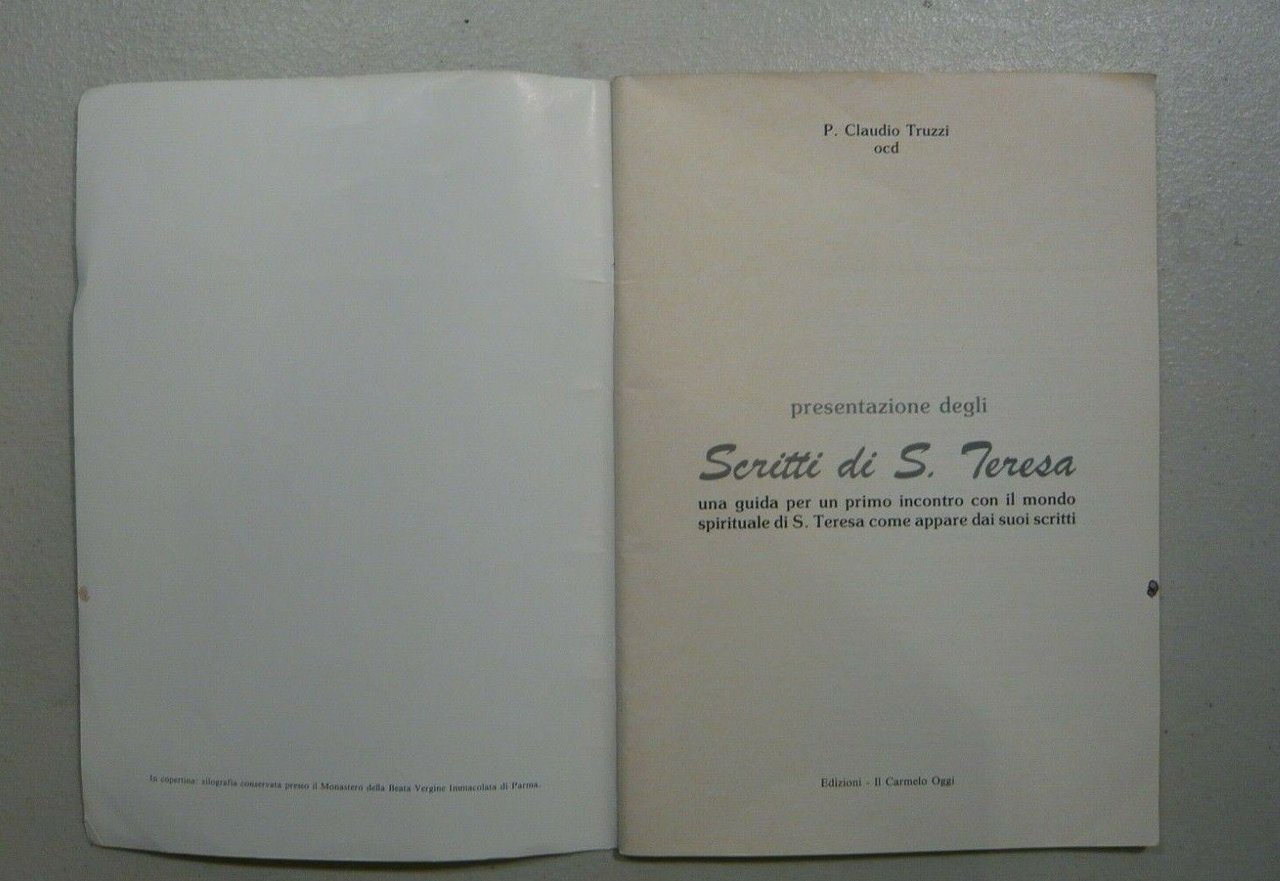 In copertina: xilografia conservata presso il Monastero della Beata Vergine Immacolata di Parma.
P. Claudio Truzzi
ocd
presentazione degli
Scritti di S. Teresa
una guida per un primo incontro con il mondo
spirituale di S. Teresa come appare dai suoi scritti
Edizioni - Il Carmelo Oggi